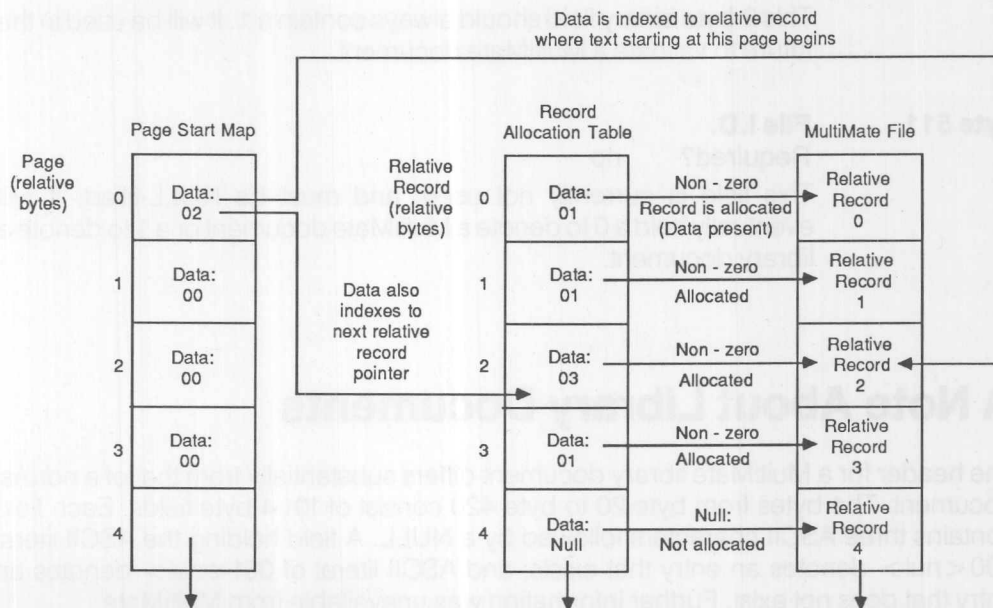 Data is indexed to relative record
where text starting at this page begins
Page Start Map
Record
Allocation Table
MultiMate File
Page
(relative
bytes)
0
Data:
02
1
Data:
00
2
Data:
00
3
Data:
00
4
Relative
Record
(relative
bytes)
Data also
indexes to
next relative
record
pointer
0
Data:
01
Non - zero
Record is allocated
(Data present)
Relative
Record
0
1
Data:
01
Non - zero
Allocated
Relative
Record
1
2
Data:
03
Non - zero
Allocated
Relative
Record
2
3
Data:
01
Non - zero
Allocated
Relative
Record
3
4
Data:
Null
Null:
Not allocated
Relative
Record
4
A Note About Library Documents